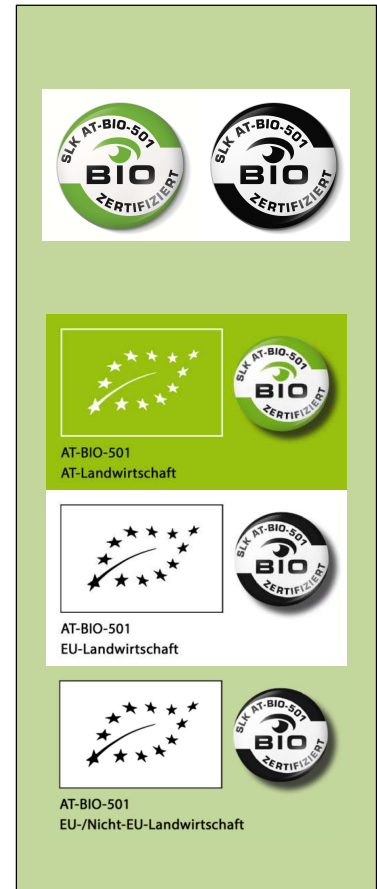 SLK AT-BIO-501
BIO
ZERTIFIZIERT
SLK AT-BIO-501
BIO
ZERTIFIZIERT
SLK AT-BIO-501
BIO
ZERTIFIZIERT
AT-BIO-501
AT-Landwirtschaft
SLK AT-BIO-501
BIO
ZERTIFIZIERT
AT-BIO-501
EU-Landwirtschaft
SLK AT-BIO-501
BIO
ZERTIFIZIERT
AT-BIO-501
EU-/Nicht-EU-Landwirtschaft